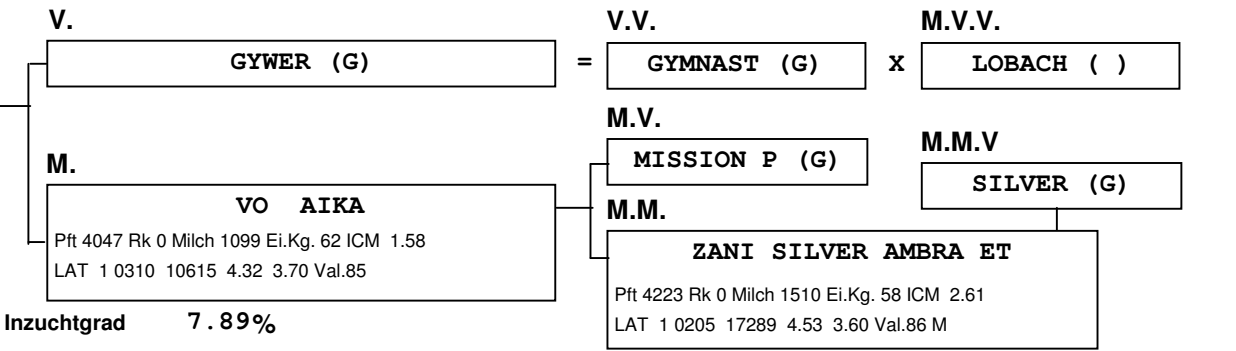 V.
V.V.
M.V.V.
GYWER (G)
=
GYMNAST (G)
X
LOBACH ( )
M.V.
MISSION P (G)
M.M.V
SILVER (G)
M.
VO AIKA
Pft 4047 Rk 0 Milch 1099 Ei.Kg. 62 ICM 1.58
LAT 1 0310 10615 4.32 3.70 Val.85
M.M.
ZANI SILVER AMBRA ET
Pft 4223 Rk 0 Milch 1510 Ei.Kg. 58 ICM 2.61
LAT 1 0205 17289 4.53 3.60 Val.86 M
Inzuchtgrad 7.89%